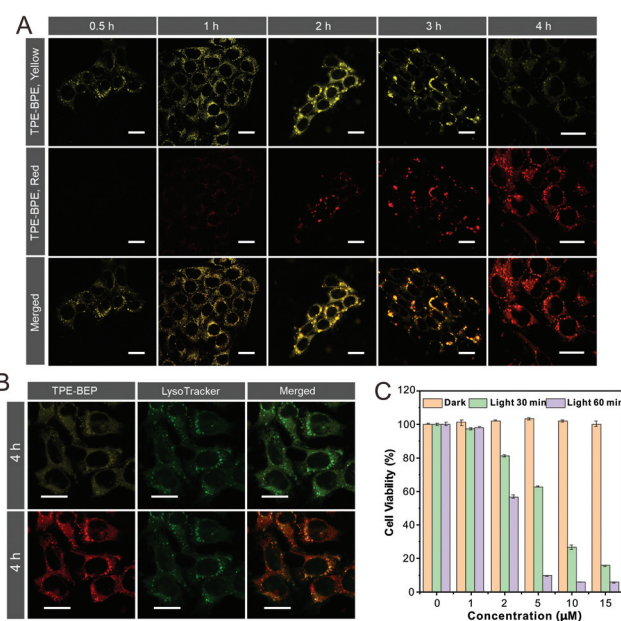 A
0.5 h
1 h
2 h
3 h
4 h
TPE-BPE, Yellow
TPE-BPE, Red
Merged
B
TPE-BEP
LysoTracker
Merged
4 h
4 h
C
Dark
Light 30 min
Light 60 min
120
100
80
60
40
20
0
Cell Viability (%)
0
1
2
5
10
15
Concentration (μM)